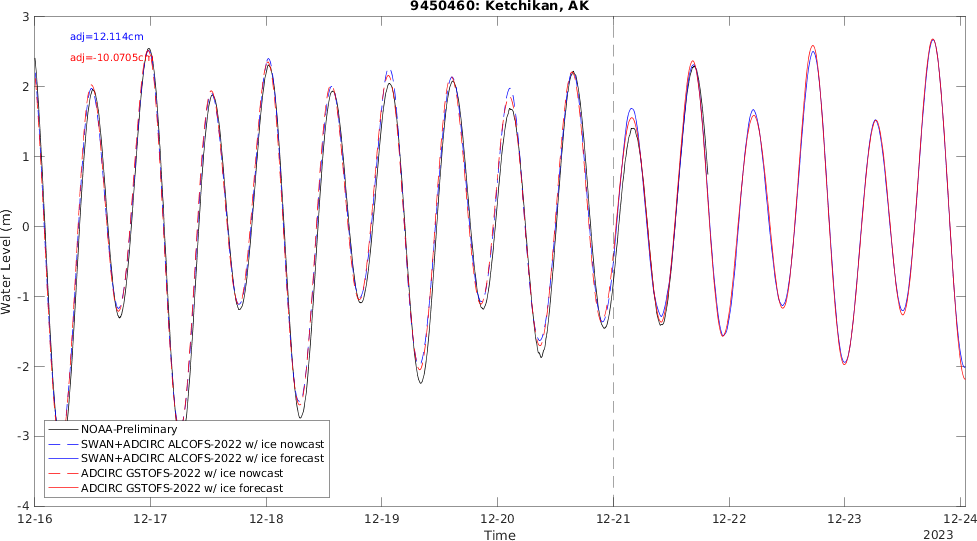 9450460: Ketchikan, AK
adj=12.114cm
adj=-10.0705cm
3
2
1
0
-1
-2
-3
-4
Water Level (m)
NOAA-Preliminary
SWAN+ADCIRC ALCOFS-2022 w/ ice nowcast
SWAN+ADCIRC ALCOFS-2022 w/ ice forecast
ADCIRC GSTOFS-2022 w/ ice nowcast
ADCIRC GSTOFS-2022 w/ ice forecast
12-16 12-17 12-18 12-19 12-20 12-21 12-22 12-23 12-24
Time
2023